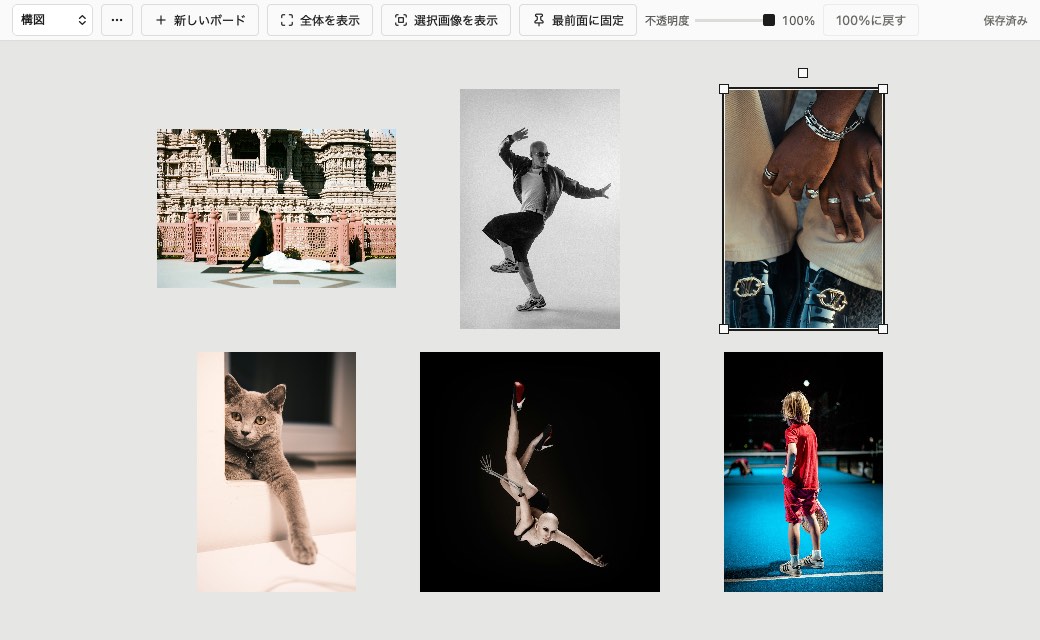 構図
新しいボード
全体を表示
選択画像を表示
最前面に固定
不透明度
100%
100%に戻す
保存済み